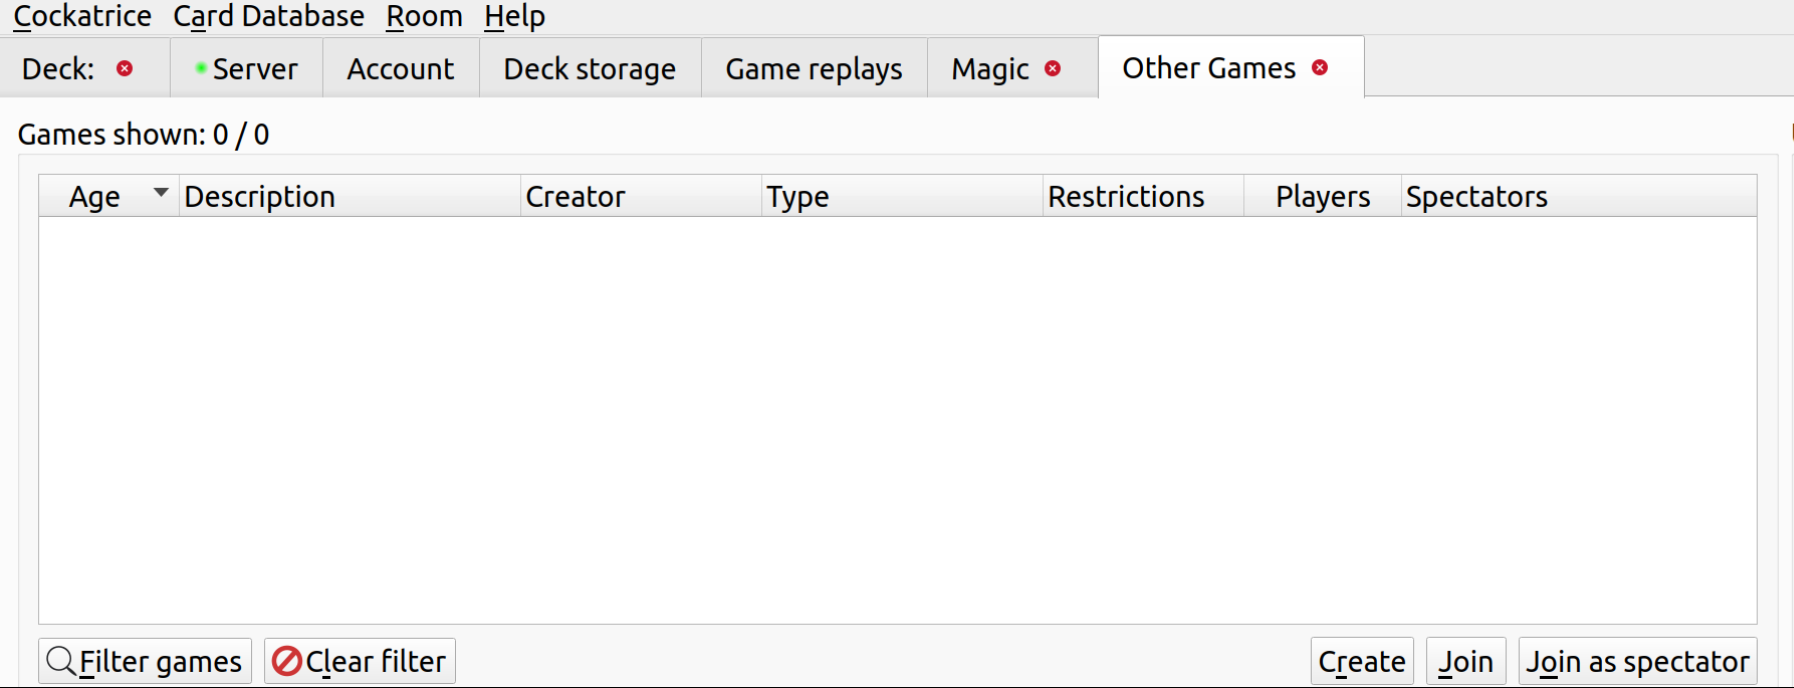 Cockatrice Card Database Room Help
Deck: Server Account Deck storage Game replays Magic Other Games
Games shown: 0 / 0
Age Description Creator Type Restrictions Players Spectators
Filter games Clear filter Create Join Join as spectator